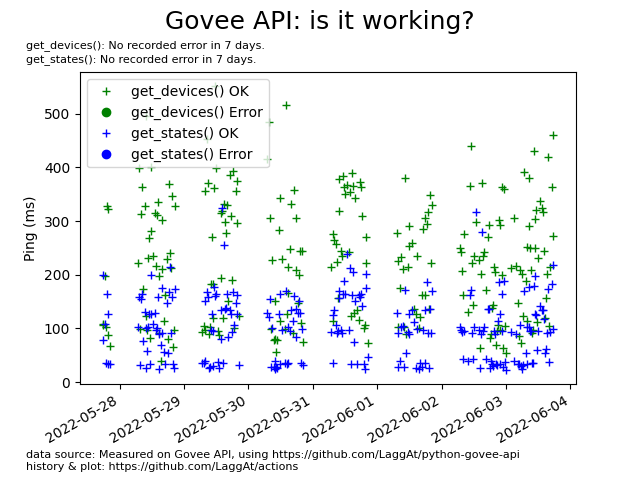 Govee API: is it working?
get_devices(): No recorded error in 7 days.
get_states(): No recorded error in 7 days.
get_devices() OK
get_devices() Error
get_states() OK
get_states() Error
Ping (ms)
500
400
300
200
100
0
2022-05-28
2022-05-29
2022-05-30
2022-05-31
2022-06-01
2022-06-02
2022-06-03
2022-06-04
data source: Measured on Govee API, using https://github.com/LaggAt/python-govee-api
history & plot: https://github.com/LaggAt/actions